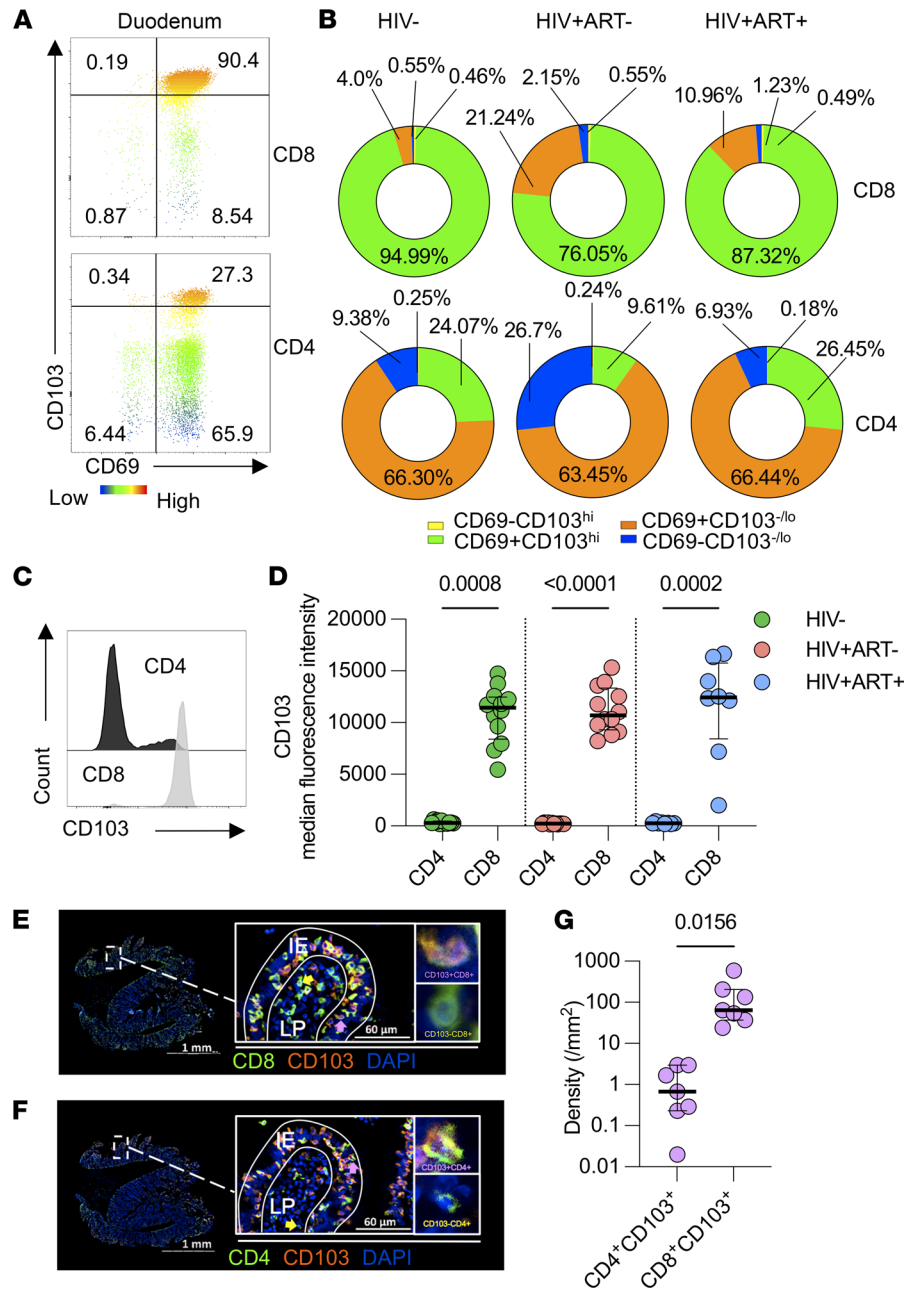 A
Duodenum
0.19
90.4
CD8
0.87
8.54
0.34
27.3
CD4
6.44
65.9
CD103
CD69
Low
High
B
HIV-
HIV+ART-
HIV+ART+
4.0%
0.55%
0.46%
21.24%
2.15%
0.55%
10.96%
1.23%
0.49%
CD8
94.99%
76.05%
87.32%
9.38%
0.25%
24.07%
26.7%
0.24%
9.61%
6.93%
0.18%
26.45%
CD4
66.30%
63.45%
66.44%
CD69-CD103hi
CD69+CD103-/lo
CD69+CD103hi
CD69-CD103-/lo
C
CD4
CD8
Count
CD103
D
0.0008
<0.0001
0.0002
CD103
median fluorescence intensity
20000
15000
10000
5000
0
CD4
CD8
CD4
CD8
CD4
CD8
HIV-
HIV+ART-
HIV+ART+
E
1 mm
IE
LP
60 μm
CD103+CD8+
CD103-CD8+
CD8 CD103 DAPI
F
1 mm
IE
LP
60 μm
CD103+CD4+
CD103-CD4+
CD4 CD103 DAPI
G
0.0156
Density (/mm²)
1000
100
10
1
0.1
0.01
CD4⁺CD103⁺
CD8⁺CD103⁺